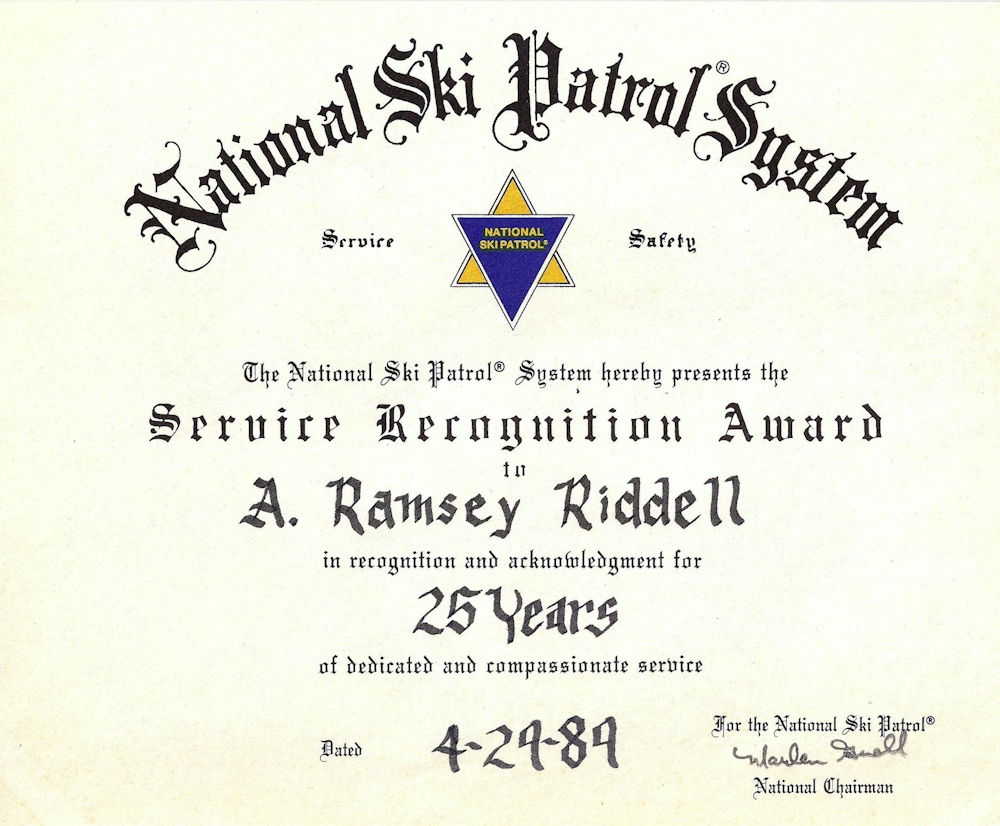 National Ski Patrol® System
Service
NATIONAL
SKI PATROL®
Safety
The National Ski Patrol® System hereby presents the
Service Recognition Award
to
A. Ramsey Riddell
in recognition and acknowledgment for
25 Years
of dedicated and compassionate service
Dated 4-29-89
For the National Ski Patrol®
National Chairman